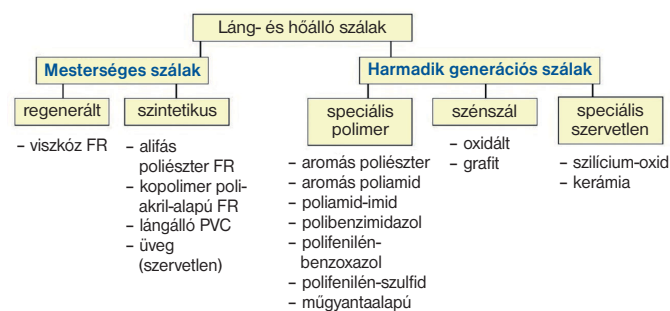 Láng- és hőálló szálak
Mesterséges szálak
Harmadik generációs szálak
regenerált
– viszkóz FR
szintetikus
– alifás
poliészter FR
– kopolimer poli-
akril-alapú FR
– lángálló PVC
– üveg
(szervetlen)
speciális
polimer
– aromás poliészter
– aromás poliamid
– poliamid-imid
– polibenzimidazol
– polifenilén-
benzoxazol
– polifenilén-szulfid
– műgyantaalapú
szénszál
– oxidált
– grafit
speciális
szervetlen
– szilícium-oxid
– kerámia